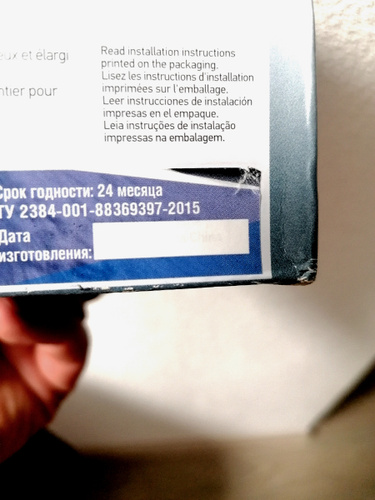 eux et élargi
ntier pour
Read installation instructions
printed on the packaging.
Lisez les instructions d'installation
imprimées sur l'emballage.
Leer instrucciones de instalación
impresas en el empaque.
Leia instruções de instalação
impressas na embalagem.
Срок годности: 24 месяца
ТУ 2384-001-88369397-2015
Дата
изготовления: